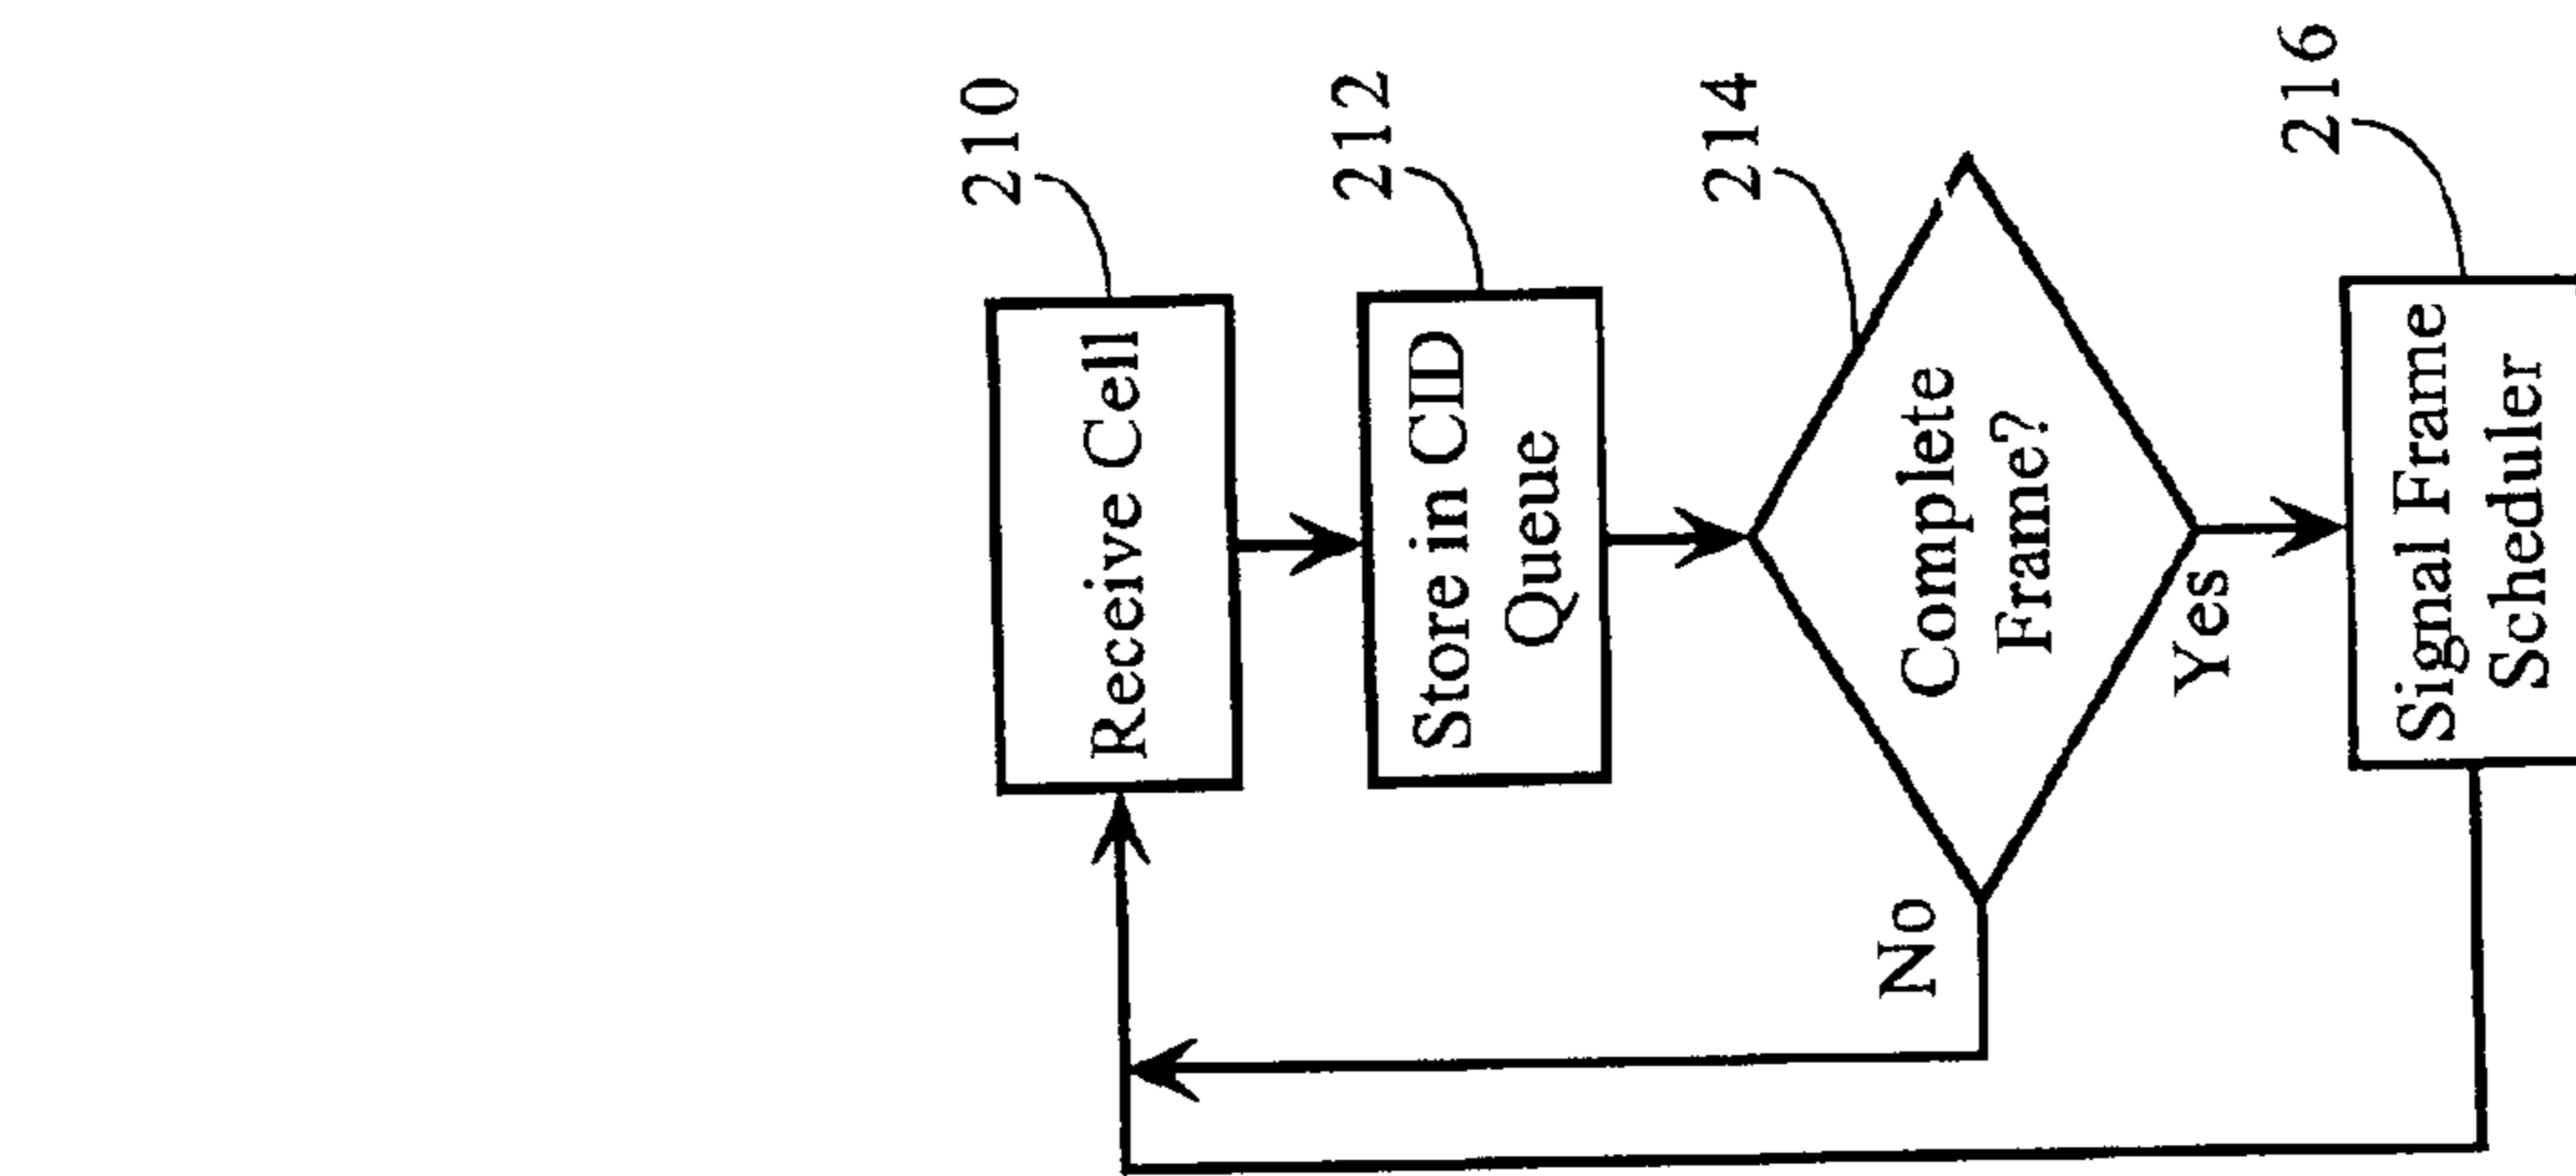 210
Receive Cell
212
Store in CID
Queue
214
Complete
Frame?
No
Yes
216
Signal Frame
Scheduler